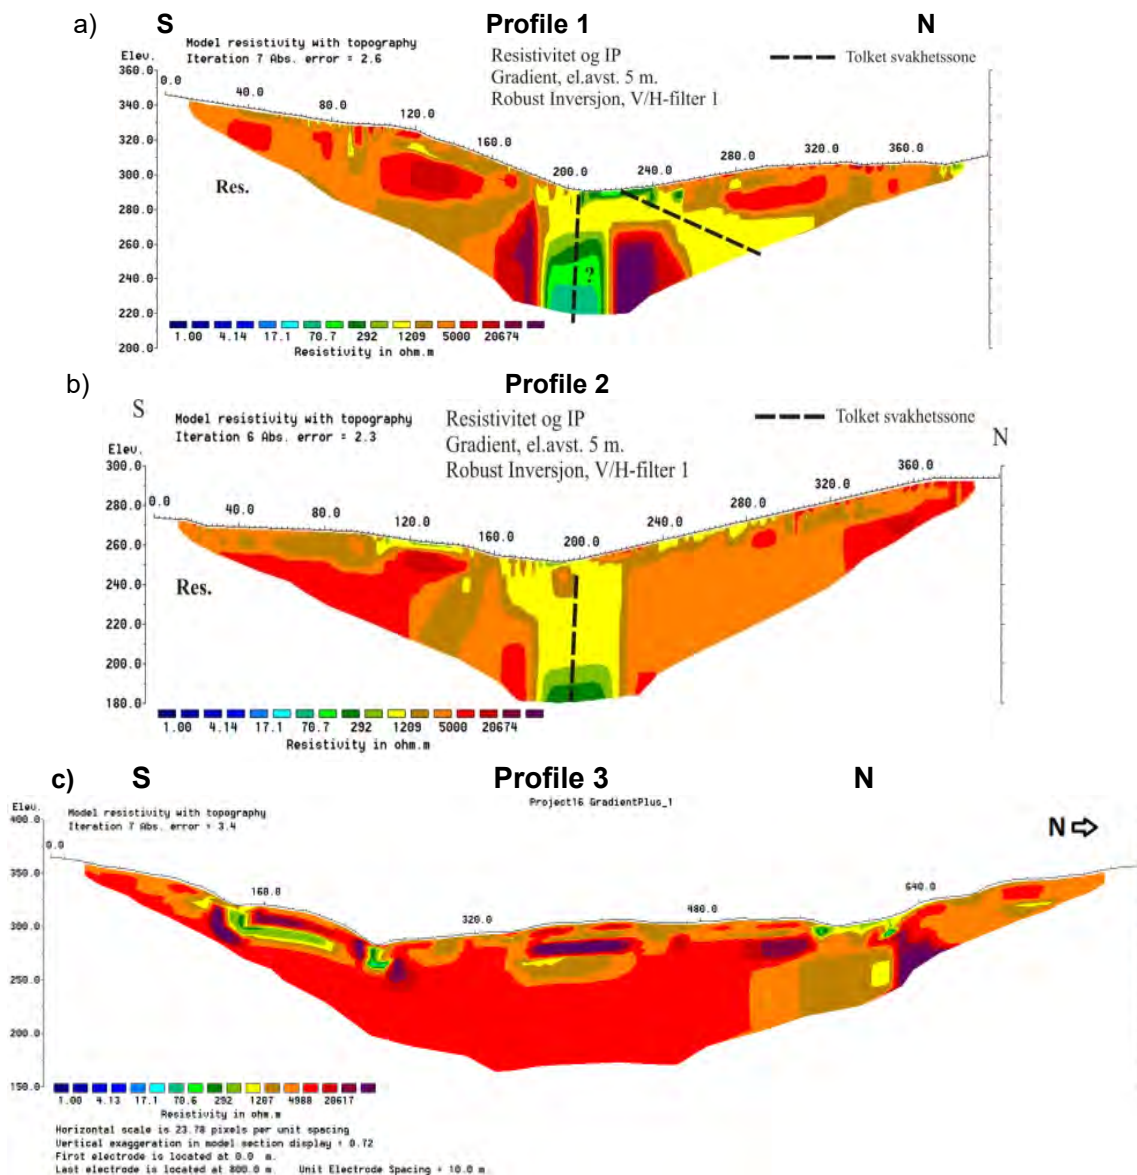 a) S Profile 1 N
Elev.
Model resistivity with topography
Iteration 7 Abs. error = 2.6
Resistivitet og IP
Gradient, el.avst. 5 m.
Robust Inversjon, V/H-filter 1
Tolket svakhetssone
360.0
340.0
320.0
300.0
280.0
260.0
240.0
220.0
200.0
0.0
40.0
80.0
120.0
160.0
200.0
240.0
280.0
320.0
360.0
Res.
?
1.00 4.14 17.1 70.7 292 1209 5000 20674
Resistivity in ohm.m
b) Profile 2
S
N
Model resistivity with topography
Iteration 6 Abs. error = 2.3
Resistivitet og IP
Gradient, el.avst. 5 m.
Robust Inversjon, V/H-filter 1
Tolket svakhetssone
Elev.
300.0
280.0
260.0
240.0
220.0
200.0
180.0
0.0
40.0
80.0
120.0
160.0
200.0
240.0
280.0
320.0
360.0
Res.
1.00 4.14 17.1 70.7 292 1209 5000 20674
Resistivity in ohm.m
c) S Profile 3 N
Project16 GradientPlus_1
Elev.
Model resistivity with topography
Iteration 7 Abs. error = 3.4
N ⇨
400.0
350.0
300.0
250.0
200.0
150.0
0.0
160.0
320.0
480.0
640.0
1.00 4.13 17.1 70.6 292 1207 4988 20617
Resistivity in ohm.m
Horizontal scale is 23.78 pixels per unit spacing
Vertical exaggeration in model section display = 0.72
First electrode is located at 0.0 m.
Last electrode is located at 800.0 m. Unit Electrode Spacing = 10.0 m.